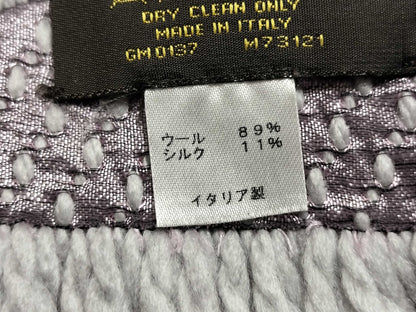 DRY CLEAN ONLY
MADE IN ITALY
GM0137 M73121
ウール 89%
シルク 11%
イタリア製